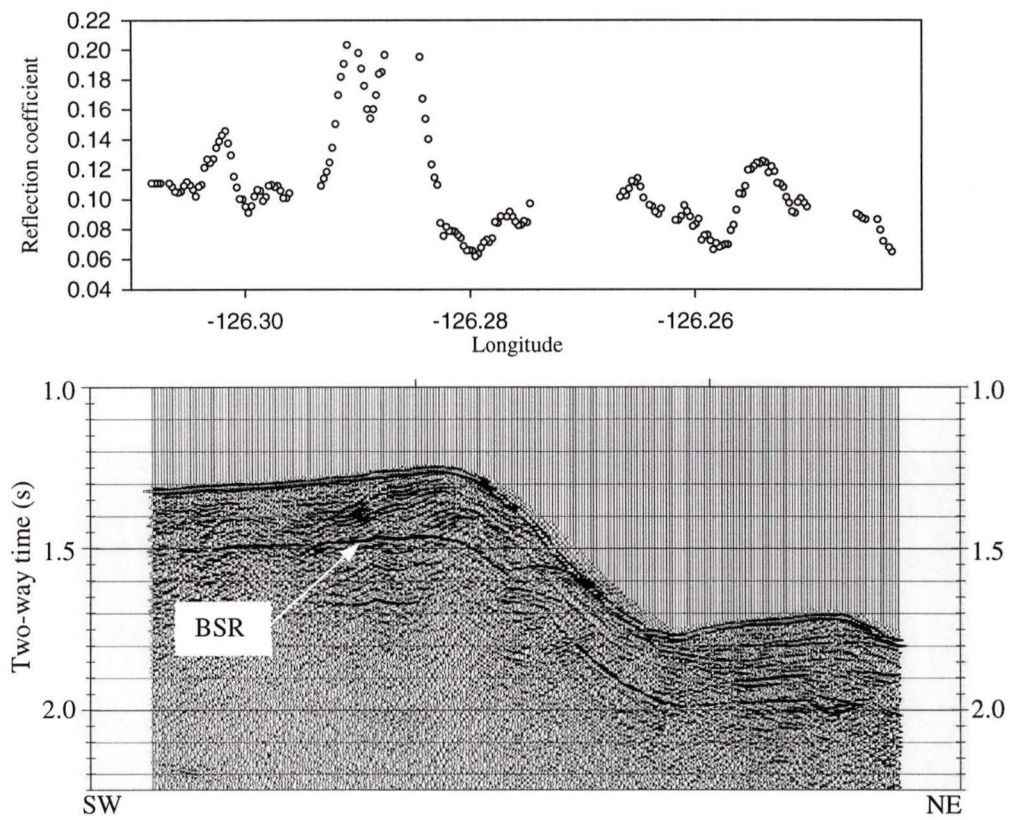 Reflection coefficient
0.22
0.20
0.18
0.16
0.14
0.12
0.10
0.08
0.06
0.04
-126.30 -126.28 -126.26
Longitude
Two-way time (s)
1.0 1.0
1.5 1.5
BSR
2.0 2.0
SW NE